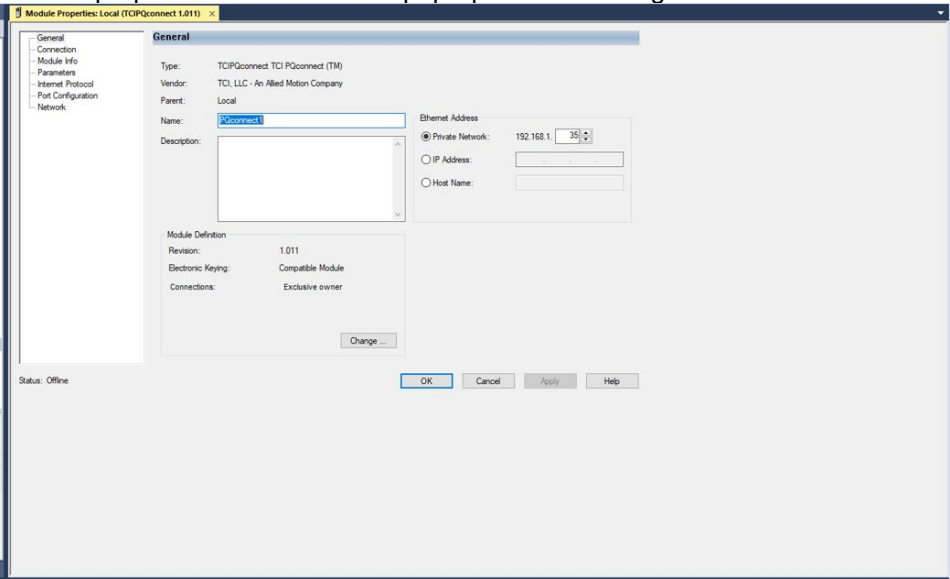 Module Properties: Local (TCIPQconnect 1.011) ×
General
Connection
Module Info
Parameters
Internet Protocol
Port Configuration
Network
General
Type: TCIPQconnect TCI PQconnect (TM)
Vendor: TCI, LLC - An Allied Motion Company
Parent: Local
Name: PQconnect1
Description:
Ethernet Address
Private Network: 192.168.1. 35
IP Address:
Host Name:
Module Definition
Revision: 1.011
Electronic Keying: Compatible Module
Connections: Exclusive owner
Change ...
Status: Offline
OK Cancel Apply Help